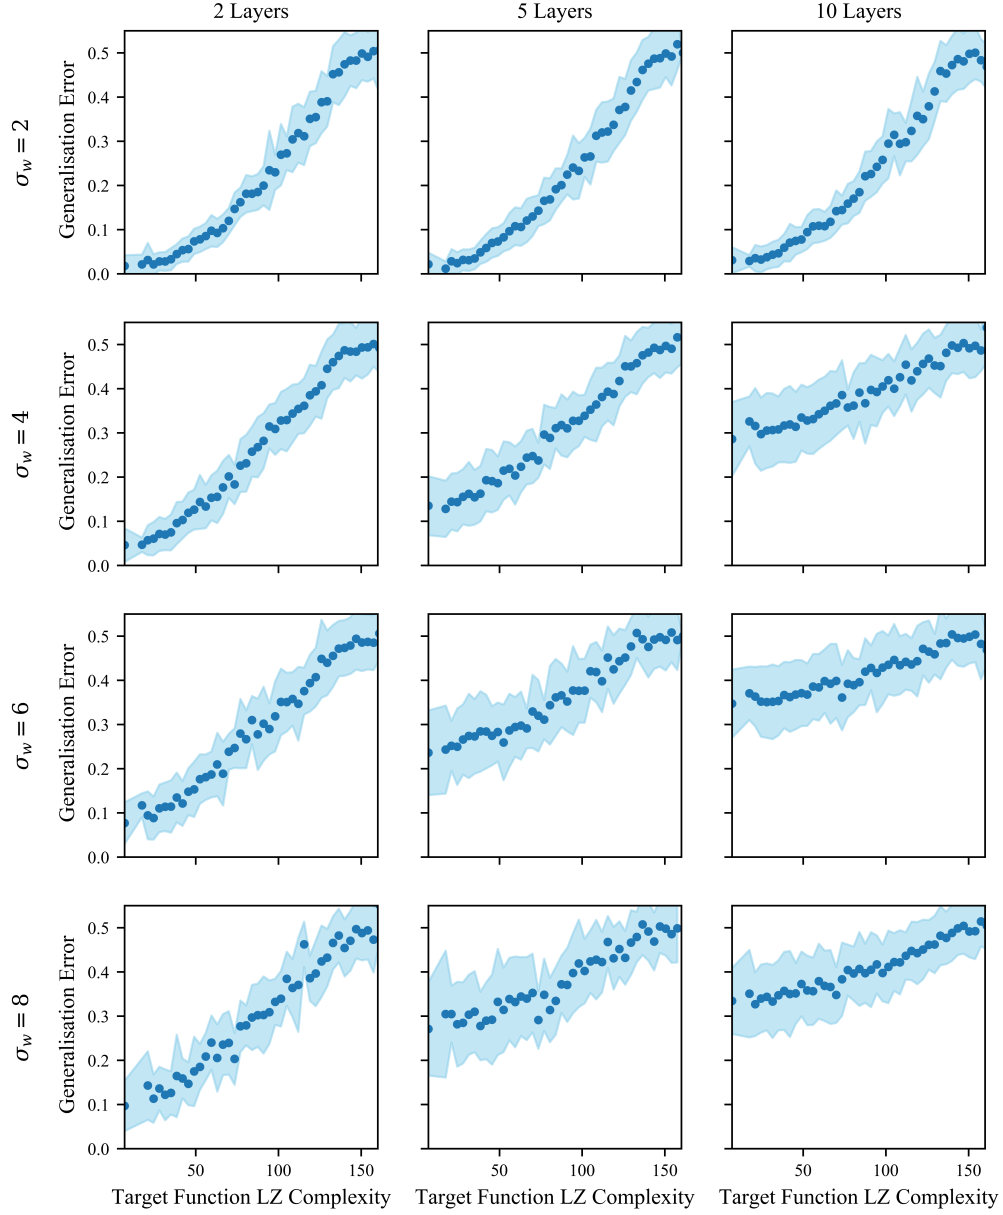 2 Layers 5 Layers 10 Layers
σw = 2
Generalisation Error
0.5
0.4
0.3
0.2
0.1
0.0
σw = 4
Generalisation Error
0.5
0.4
0.3
0.2
0.1
0.0
σw = 6
Generalisation Error
0.5
0.4
0.3
0.2
0.1
0.0
σw = 8
Generalisation Error
0.5
0.4
0.3
0.2
0.1
0.0
50 100 150 50 100 150 50 100 150
Target Function LZ Complexity Target Function LZ Complexity Target Function LZ Complexity